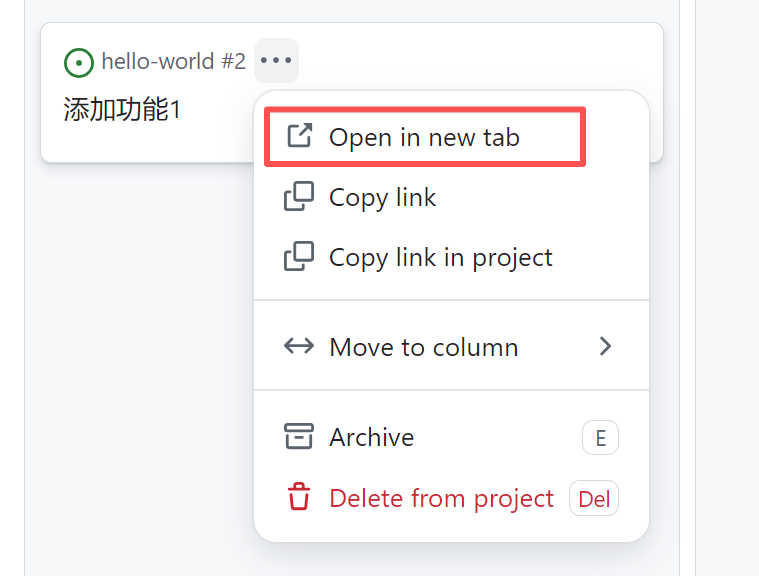 hello-world #2
添加功能1
Open in new tab
Copy link
Copy link in project
Move to column
Archive E
Delete from project Del